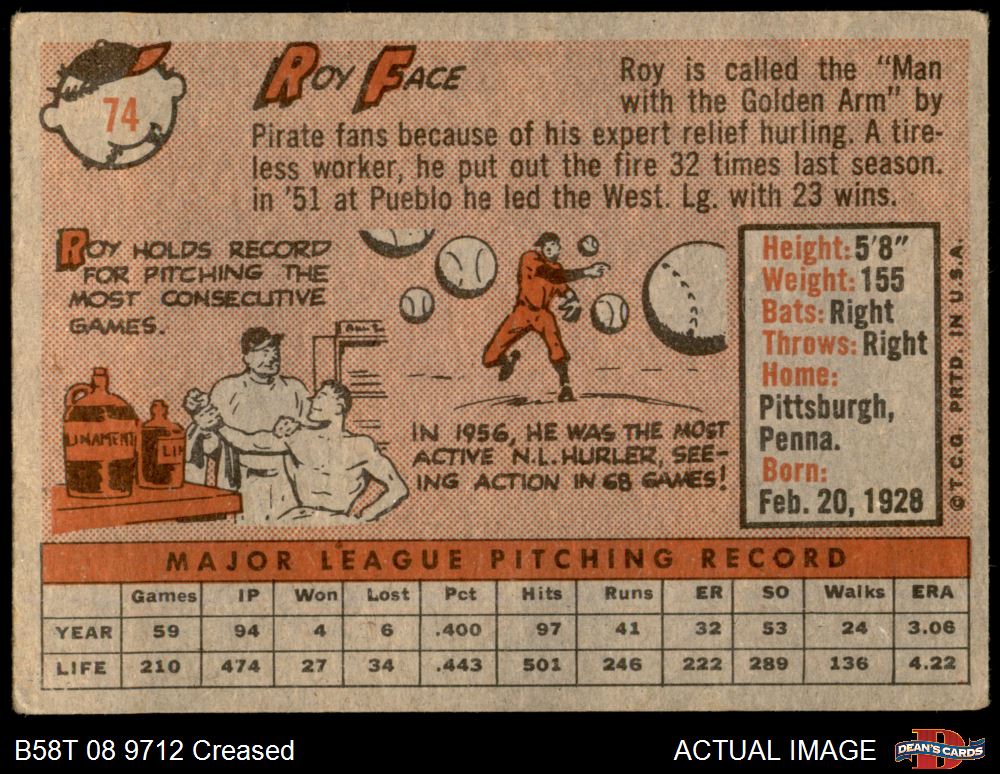 74
ROY FACE
Roy is called the "Man
with the Golden Arm" by
Pirate fans because of his expert relief hurling. A tire-
less worker, he put out the fire 32 times last season.
in '51 at Pueblo he led the West. Lg. with 23 wins.
ROY HOLDS RECORD
FOR PITCHING THE
MOST CONSECUTIVE
GAMES.
LINAMENT
LIN
IN 1956, HE WAS THE MOST
ACTIVE N.L. HURLER, SEE-
ING ACTION IN 68 GAMES!
Height: 5'8"
Weight: 155
Bats: Right
Throws: Right
Home:
Pittsburgh,
Penna.
Born:
Feb. 20, 1928
© T.C.G. PRTD. IN U.S.A.
MAJOR LEAGUE PITCHING RECORD
Games IP Won Lost Pct Hits Runs ER SO Walks ERA
YEAR 59 94 4 6 .400 97 41 32 53 24 3.06
LIFE 210 474 27 34 .443 501 246 222 289 136 4.22
B58T 08 9712 Creased
ACTUAL IMAGE
DEAN'S CARDS